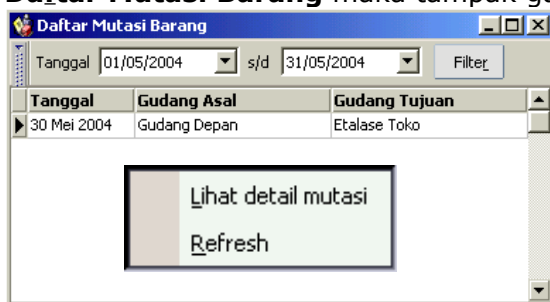 Daftar Mutasi Barang maka tampak ga
Daftar Mutasi Barang
Tanggal 01/05/2004 s/d 31/05/2004 Filter
Tanggal Gudang Asal Gudang Tujuan
30 Mei 2004 Gudang Depan Etalase Toko
Lihat detail mutasi
Refresh